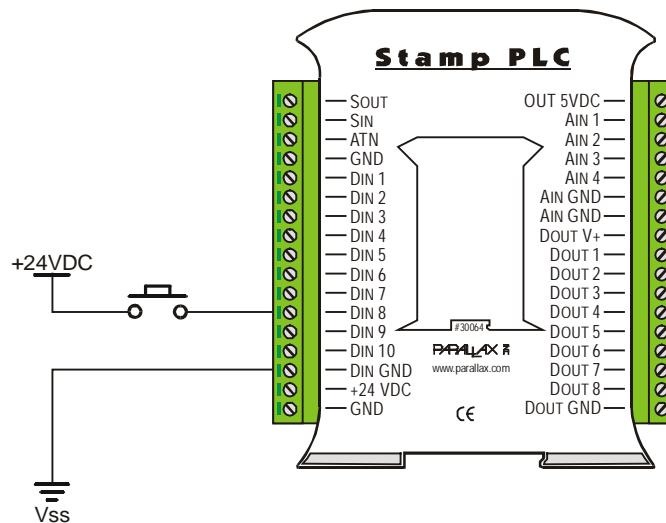 Stamp PLC
SOUT
SIN
ATN
GND
DIN 1
DIN 2
DIN 3
DIN 4
DIN 5
DIN 6
DIN 7
DIN 8
DIN 9
DIN 10
DIN GND
+24 VDC
GND
OUT 5VDC
AIN 1
AIN 2
AIN 3
AIN 4
AIN GND
AIN GND
DOUT V+
DOUT 1
DOUT 2
DOUT 3
DOUT 4
DOUT 5
DOUT 6
DOUT 7
DOUT 8
DOUT GND
+24VDC
#30064
PARALLAX
www.parallax.com
CE
Vss